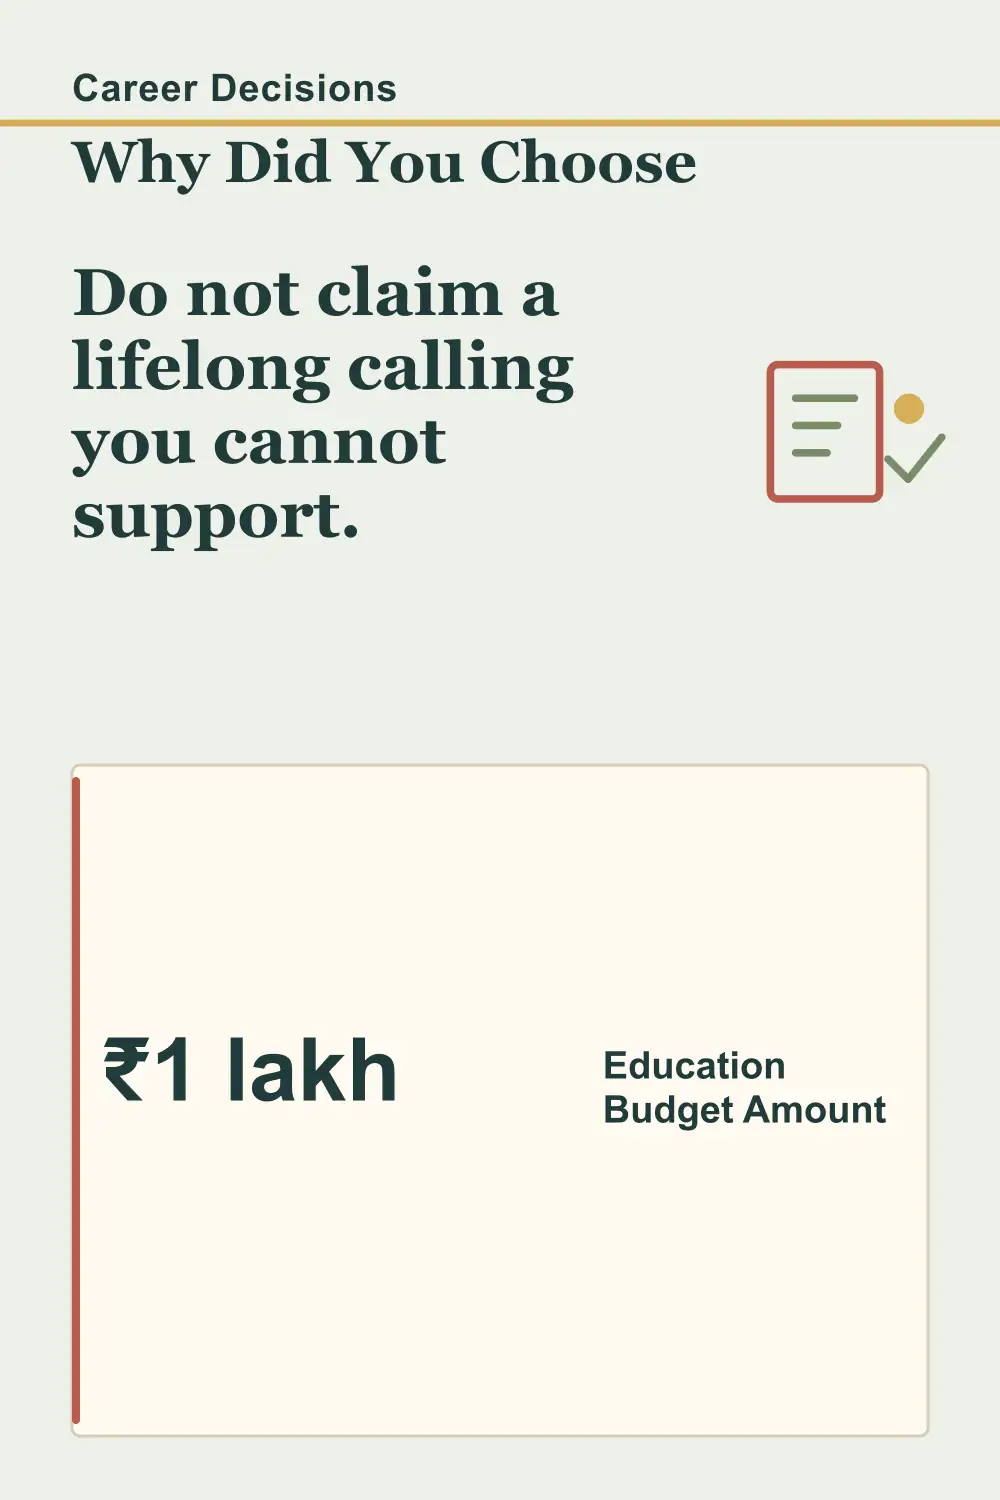 Career Decisions
Why Did You Choose
Do not claim a
lifelong calling
you cannot
support.
₹1 lakh
Education
Budget Amount